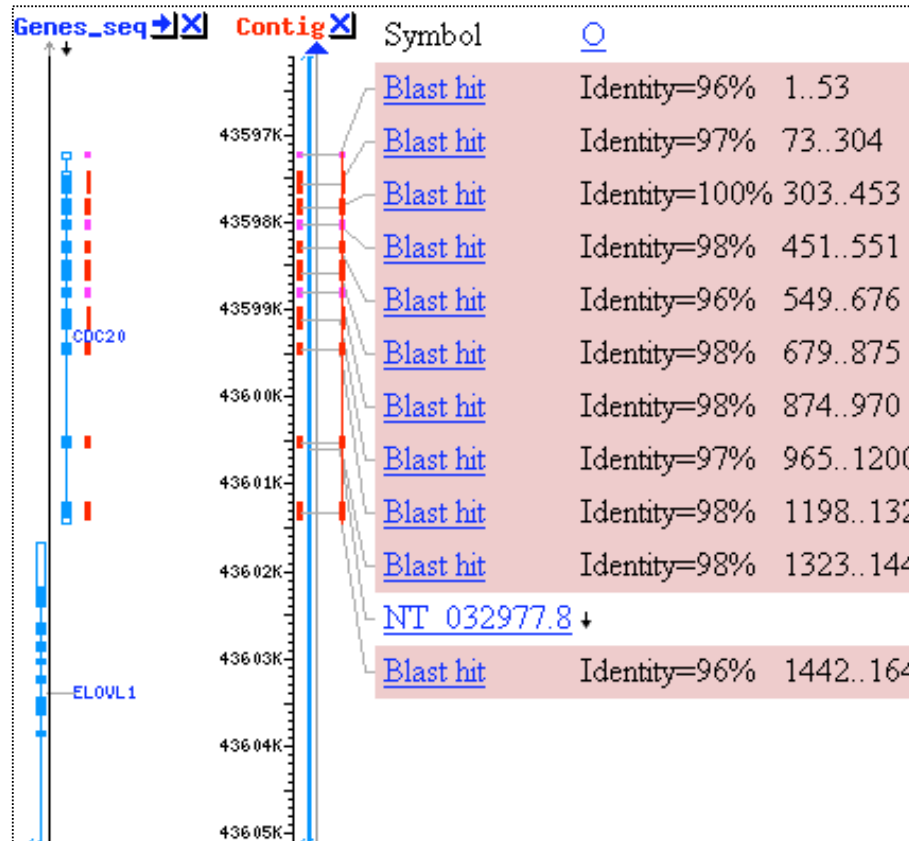 Genes_seq Contig Symbol O
Blast hit Identity=96% 1..53
43597K
Blast hit Identity=97% 73..304
Blast hit Identity=100% 303..453
43598K
Blast hit Identity=98% 451..551
Blast hit Identity=96% 549..676
43599K
CDC20
Blast hit Identity=98% 679..875
43600K
Blast hit Identity=98% 874..970
Blast hit Identity=97% 965..1200
43601K
Blast hit Identity=98% 1198..132
Blast hit Identity=98% 1323..144
43602K
NT_032977.8
43603K
Blast hit Identity=96% 1442..164
ELOVL1
43604K
43605K